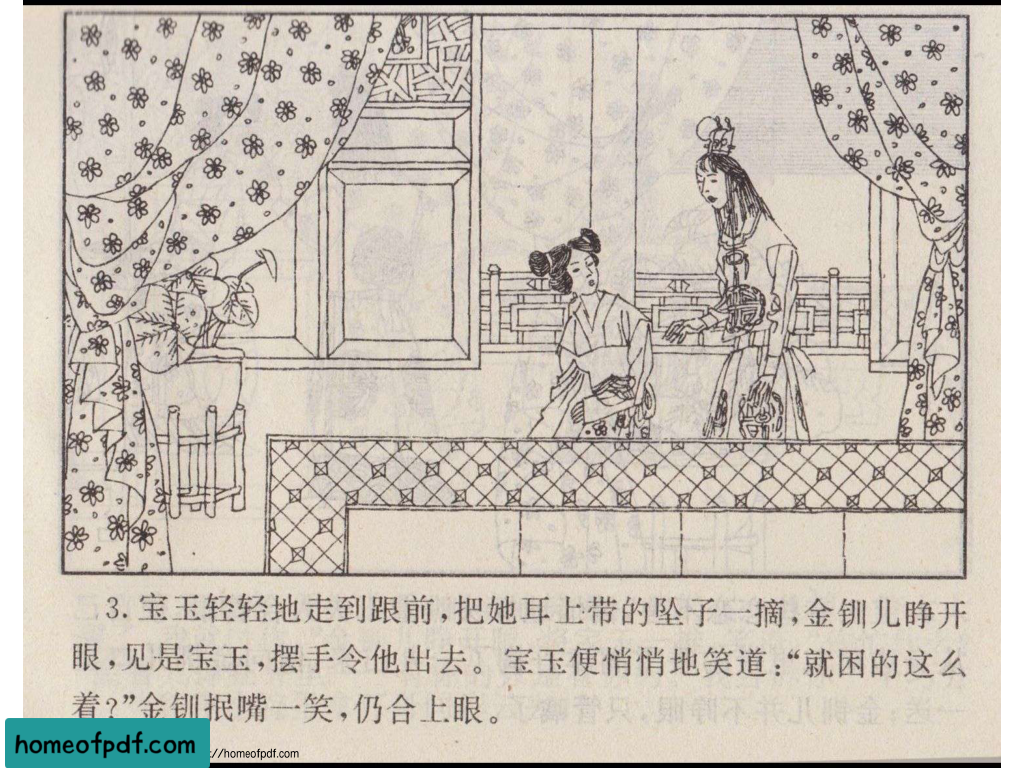 3. 宝玉轻轻地走到跟前,把她耳上带的坠子一摘,金钏儿睁开
眼,见是宝玉,摆手令他出去。宝玉便悄悄地笑道:“就困的这么
着?”金钏抿嘴一笑,仍合上眼。
homeofpdf.com
://homeofpdf.com